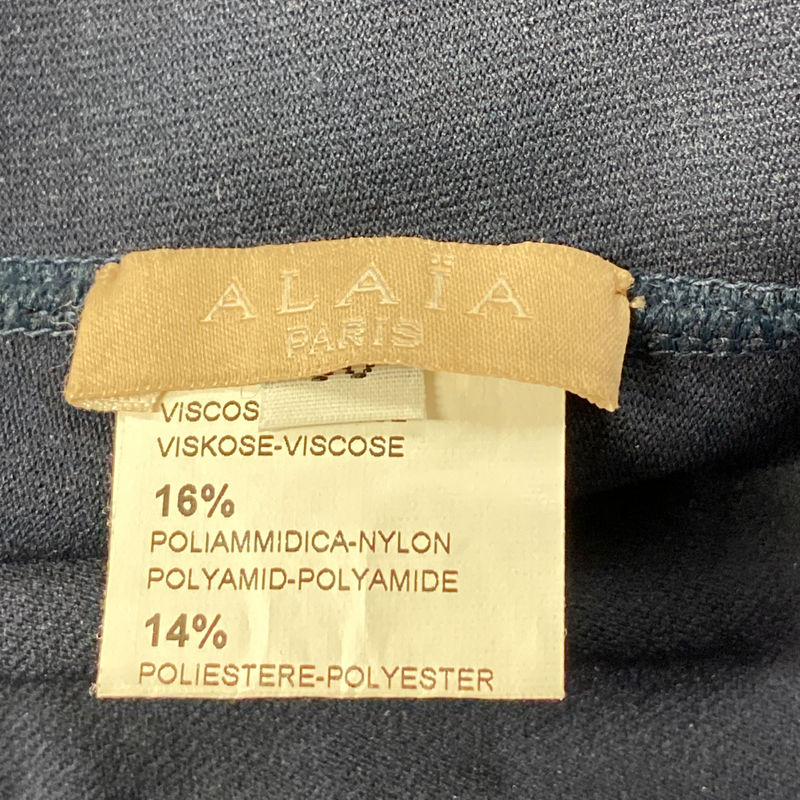 ALAÏA
PARIS
VISCOS
VISKOSE-VISCOSE
16%
POLIAMMIDICA-NYLON
POLYAMID-POLYAMIDE
14%
POLIESTERE-POLYESTER